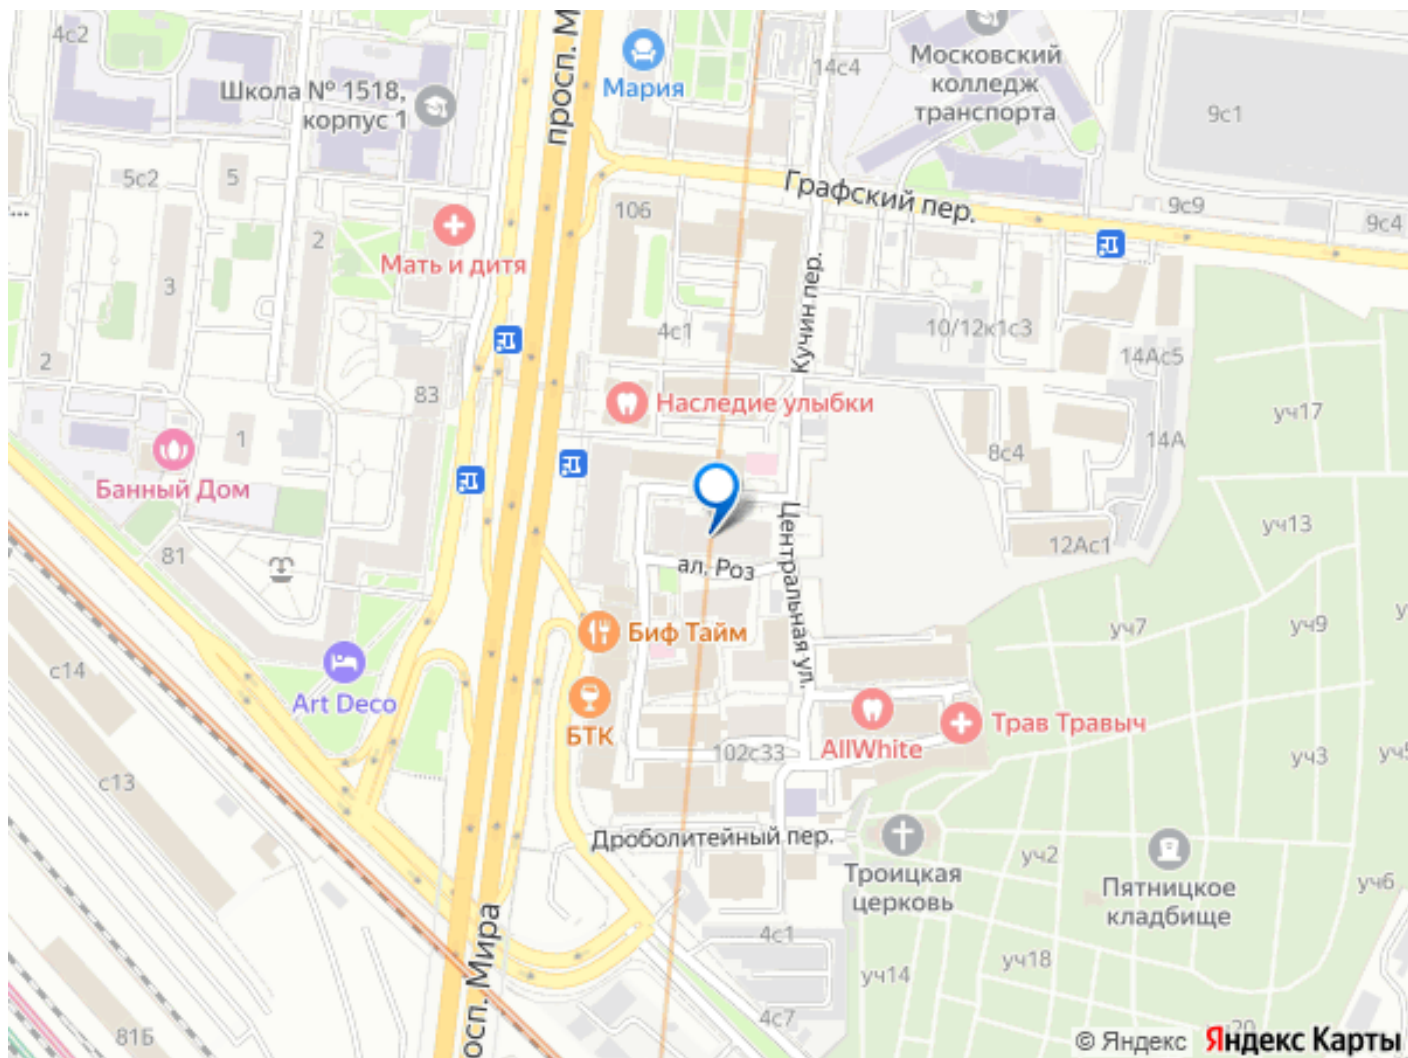 4с2
просп. М
Мария
14с4
Московский
колледж
транспорта
9с1
Школа № 1518,
корпус 1
5с2
5
106
Графский пер.
9с9
9с4
...
2
Мать и дитя
3
4с1
Кучин пер.
10/12к1с3
14Ас5
2
83
Наследие улыбки
уч17
1
8с4
14А
Банный Дом
Центральная ул.
уч13
81
12Ас1
ал. Роз
уч7
уч9
у
Биф Тайм
с14
Art Deco
БТК
AllWhite
Трав Травыч
102с33
уч3
уч5
с13
Дроболитейный пер.
Троицкая
церковь
уч2
Пятницкое
кладбище
уч6
осп. Мира
4с1
уч14
уч18
4с7
20
81Б
© Яндекс Яндекс Карты